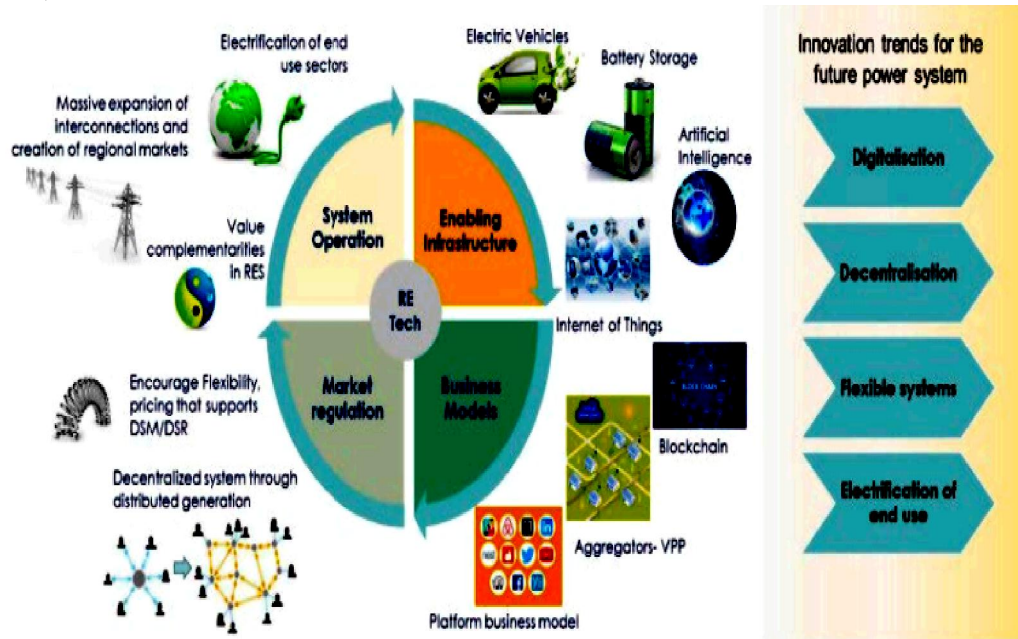 Electrification of end
use sectors
Massive expansion of
interconnections and
creation of regional markets
Value
complementarities
in RES
Encourage Flexibility,
pricing that supports
DSM/DSR
Decentralized system through
distributed generation
Electric Vehicles
Battery Storage
Artificial
Intelligence
Internet of Things
Blockchain
Aggregators- VPP
Platform business model
System
Operation
Enabling
Infrastructure
RE
Tech
Market
regulation
Business
Models
Innovation trends for the
future power system
Digitalisation
Decentralisation
Flexible systems
Electrification of
end use